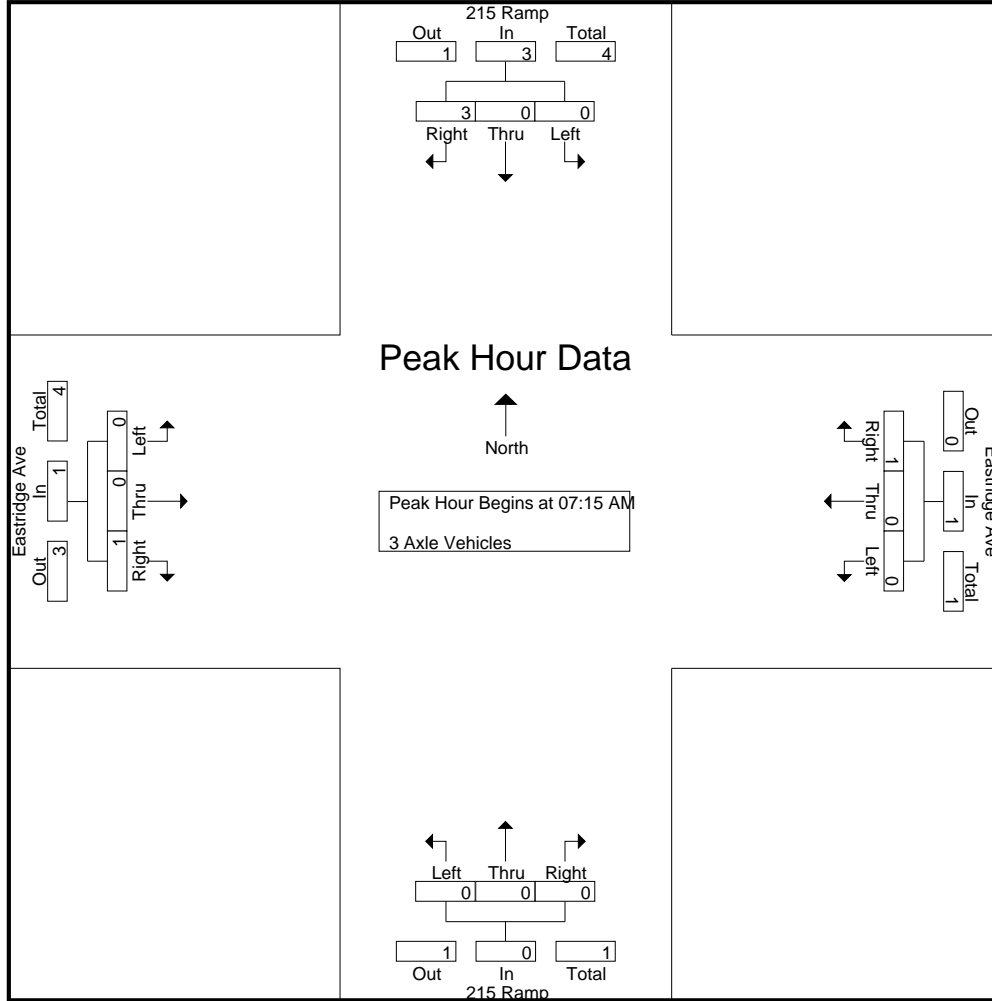 215 Ramp
Out In Total
1 3 4
3 0 0
Right Thru Left
Peak Hour Data
North
Peak Hour Begins at 07:15 AM
3 Axle Vehicles
Eastridge Ave
Total In Out
4 1 3
0 0 1
Left Thru Right
Eastridge Ave
Out In Total
0 1 1
1 0 0
Right Thru Left
Left Thru Right
0 0 0
1 0 1
Out In Total
215 Ramp